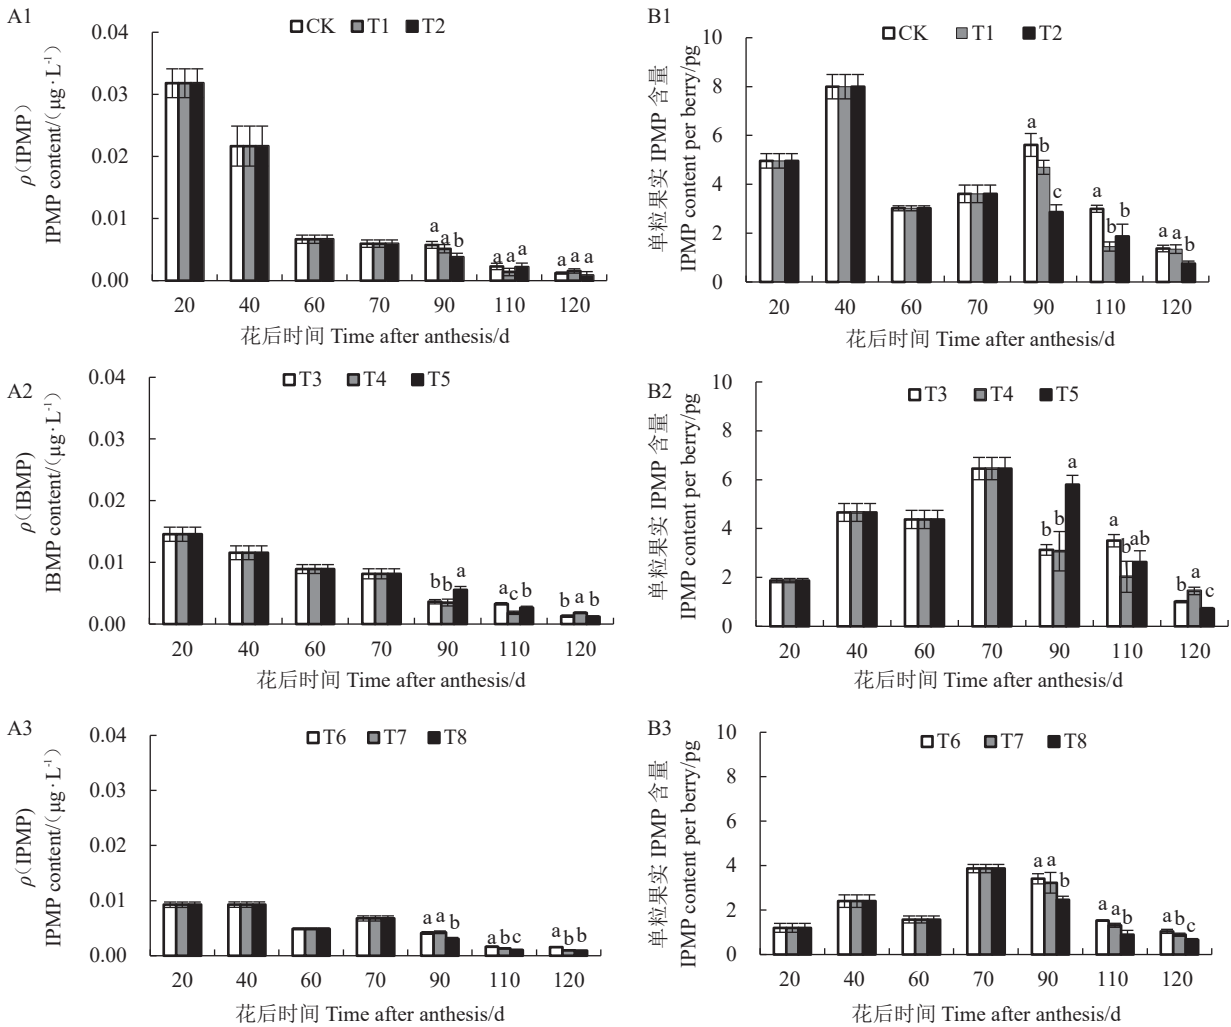 A1
CK T1 T2
ρ(IPMP)
IPMP content/(μg·L⁻¹)
0.04
0.03
0.02
0.01
0.00
a a b
a a a
a a a
20 40 60 70 90 110 120
花后时间 Time after anthesis/d
B1
CK T1 T2
单粒果实 IPMP 含量
IPMP content per berry/pg
10
8
6
4
2
0
a b c
a b b
a a b
20 40 60 70 90 110 120
花后时间 Time after anthesis/d
A2
T3 T4 T5
ρ(IBMP)
IBMP content/(μg·L⁻¹)
0.04
0.03
0.02
0.01
0.00
b b a
a c b
b a b
20 40 60 70 90 110 120
花后时间 Time after anthesis/d
B2
T3 T4 T5
单粒果实 IPMP 含量
IPMP content per berry/pg
10
8
6
4
2
0
b b a
a b ab
b a c
20 40 60 70 90 110 120
花后时间 Time after anthesis/d
A3
T6 T7 T8
ρ(IPMP)
IPMP content/(μg·L⁻¹)
0.04
0.03
0.02
0.01
0.00
a a b
a b c
a b b
20 40 60 70 90 110 120
花后时间 Time after anthesis/d
B3
T6 T7 T8
单粒果实 IPMP 含量
IPMP content per berry/pg
10
8
6
4
2
0
a a b
a a b
a b c
20 40 60 70 90 110 120
花后时间 Time after anthesis/d